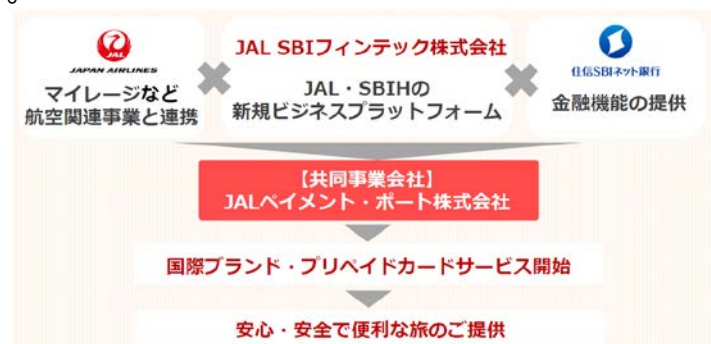 。
JAL
JAPAN AIRLINES
マイレージなど
航空関連事業と連携
JAL SBIフィンテック株式会社
JAL・SBIHの
新規ビジネスプラットフォーム
住信SBIネット銀行
金融機能の提供
【共同事業会社】
JALペイメント・ポート株式会社
国際ブランド・プリペイドカードサービス開始
安心・安全で便利な旅のご提供